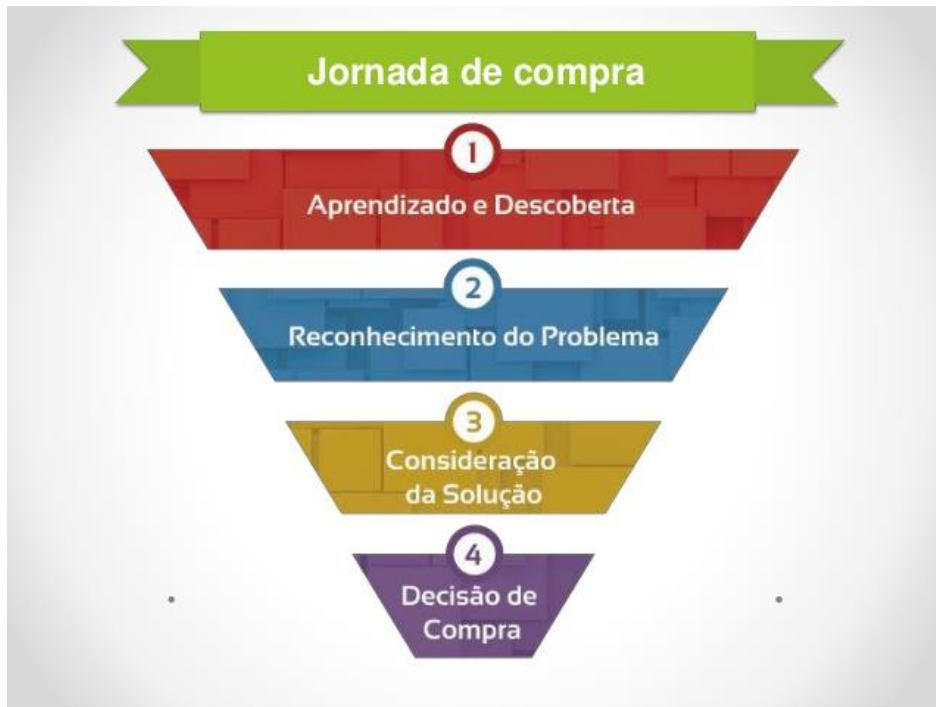 Jornada de compra
1
Aprendizado e Descoberta
2
Reconhecimento do Problema
3
Consideração
da Solução
4
Decisão de
Compra